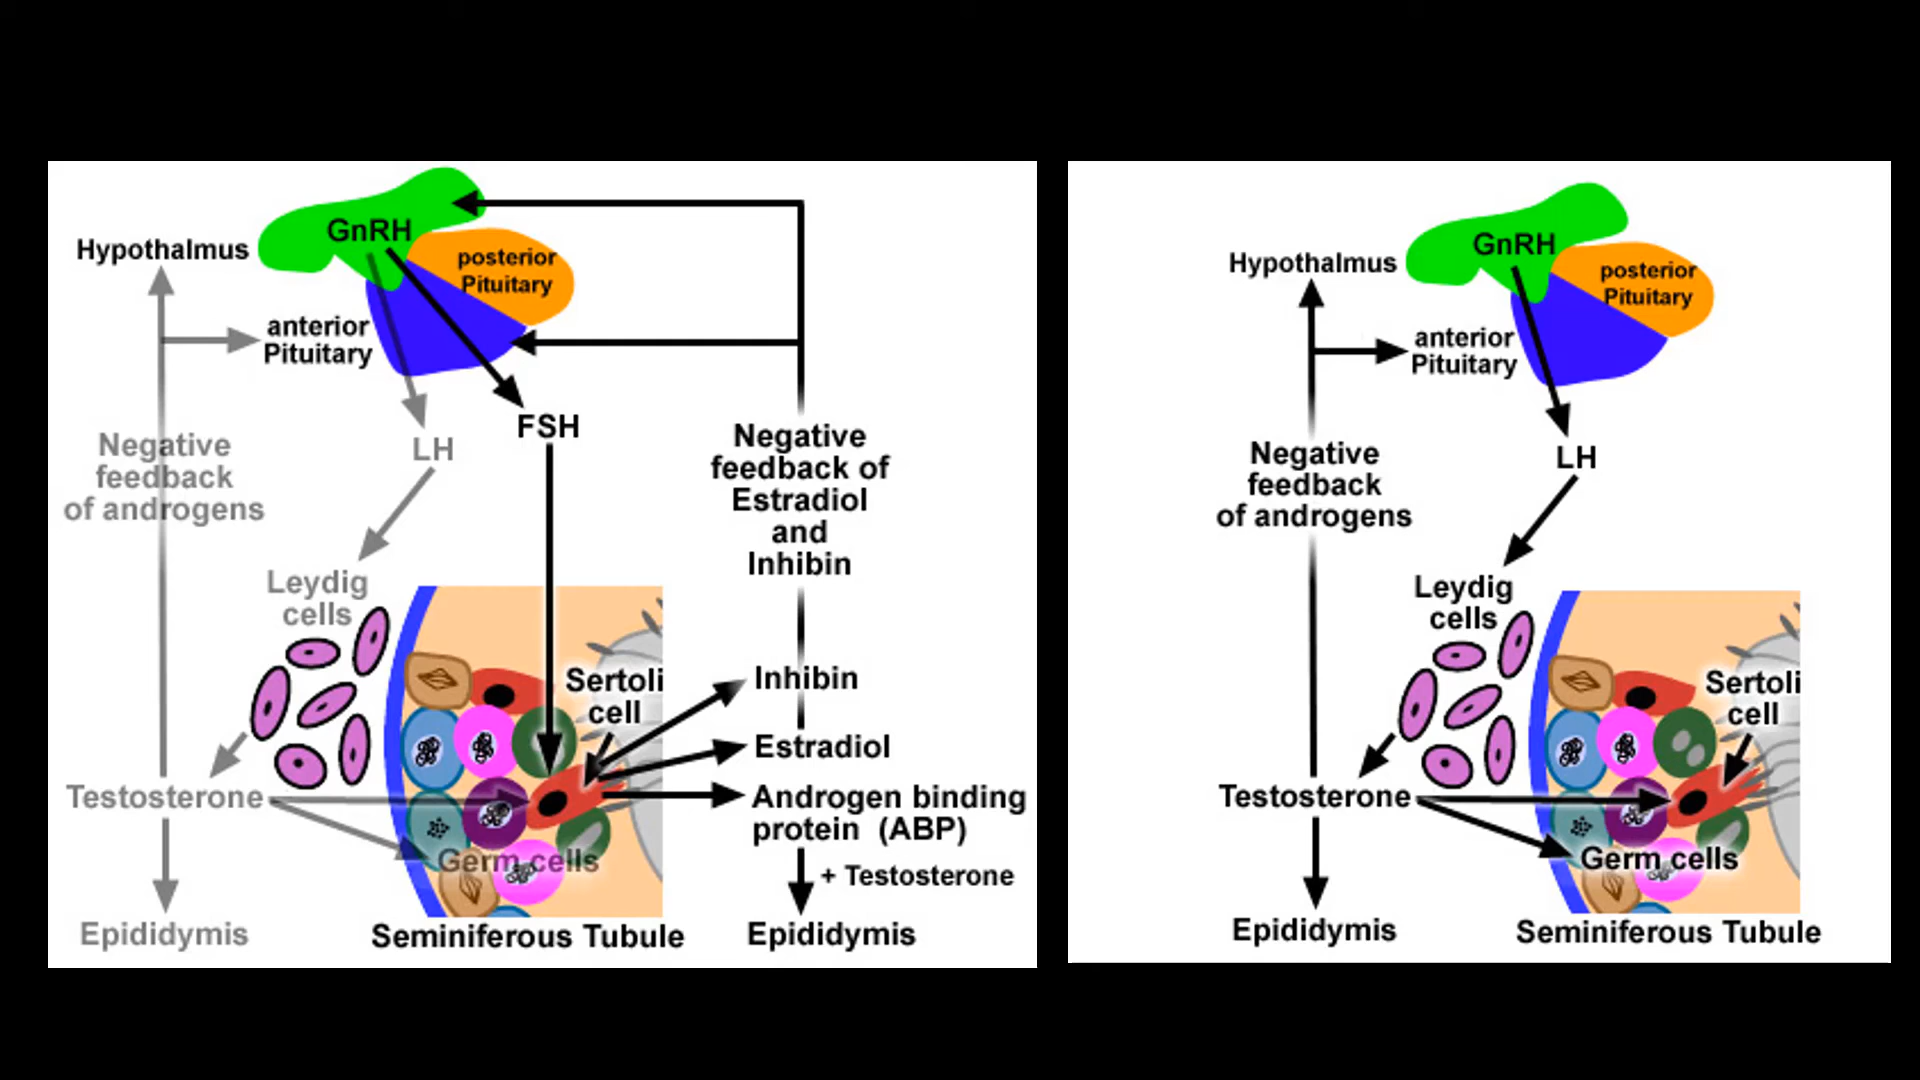 GnRH
Hypothalmus
posterior
Pituitary
anterior
Pituitary
FSH
LH
Negative
feedback
of androgens
Negative
feedback of
Estradiol
and
Inhibin
Leydig
cells
Sertoli
cell
Inhibin
Estradiol
Testosterone
Androgen binding
protein (ABP)
Germ cells
+ Testosterone
Epididymis
Seminiferous Tubule
Epididymis
GnRH
Hypothalmus
posterior
Pituitary
anterior
Pituitary
Negative
feedback
of androgens
LH
Leydig
cells
Sertoli
cell
Testosterone
Germ cells
Epididymis
Seminiferous Tubule